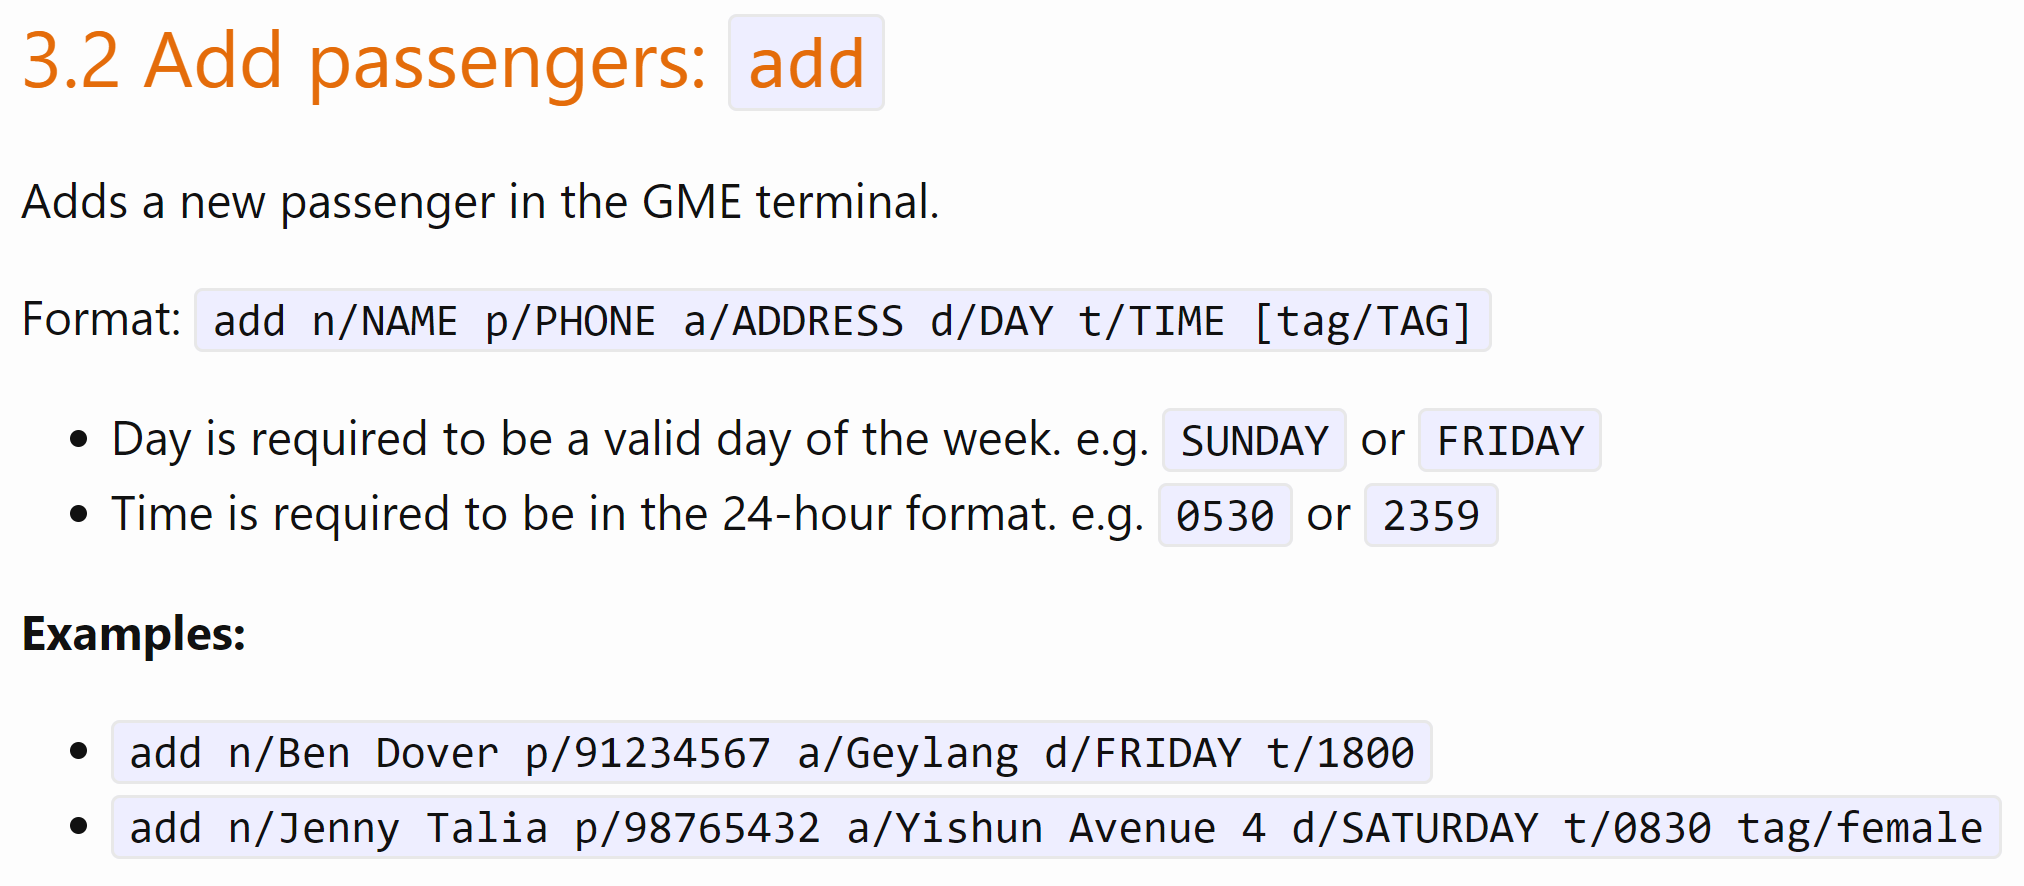 3.2 Add passengers: add
Adds a new passenger in the GME terminal.
Format: add n/NAME p/PHONE a/ADDRESS d/DAY t/TIME [tag/TAG]
• Day is required to be a valid day of the week. e.g. SUNDAY or FRIDAY
• Time is required to be in the 24-hour format. e.g. 0530 or 2359
Examples:
• add n/Ben Dover p/91234567 a/Geylang d/FRIDAY t/1800
• add n/Jenny Talia p/98765432 a/Yishun Avenue 4 d/SATURDAY t/0830 tag/female